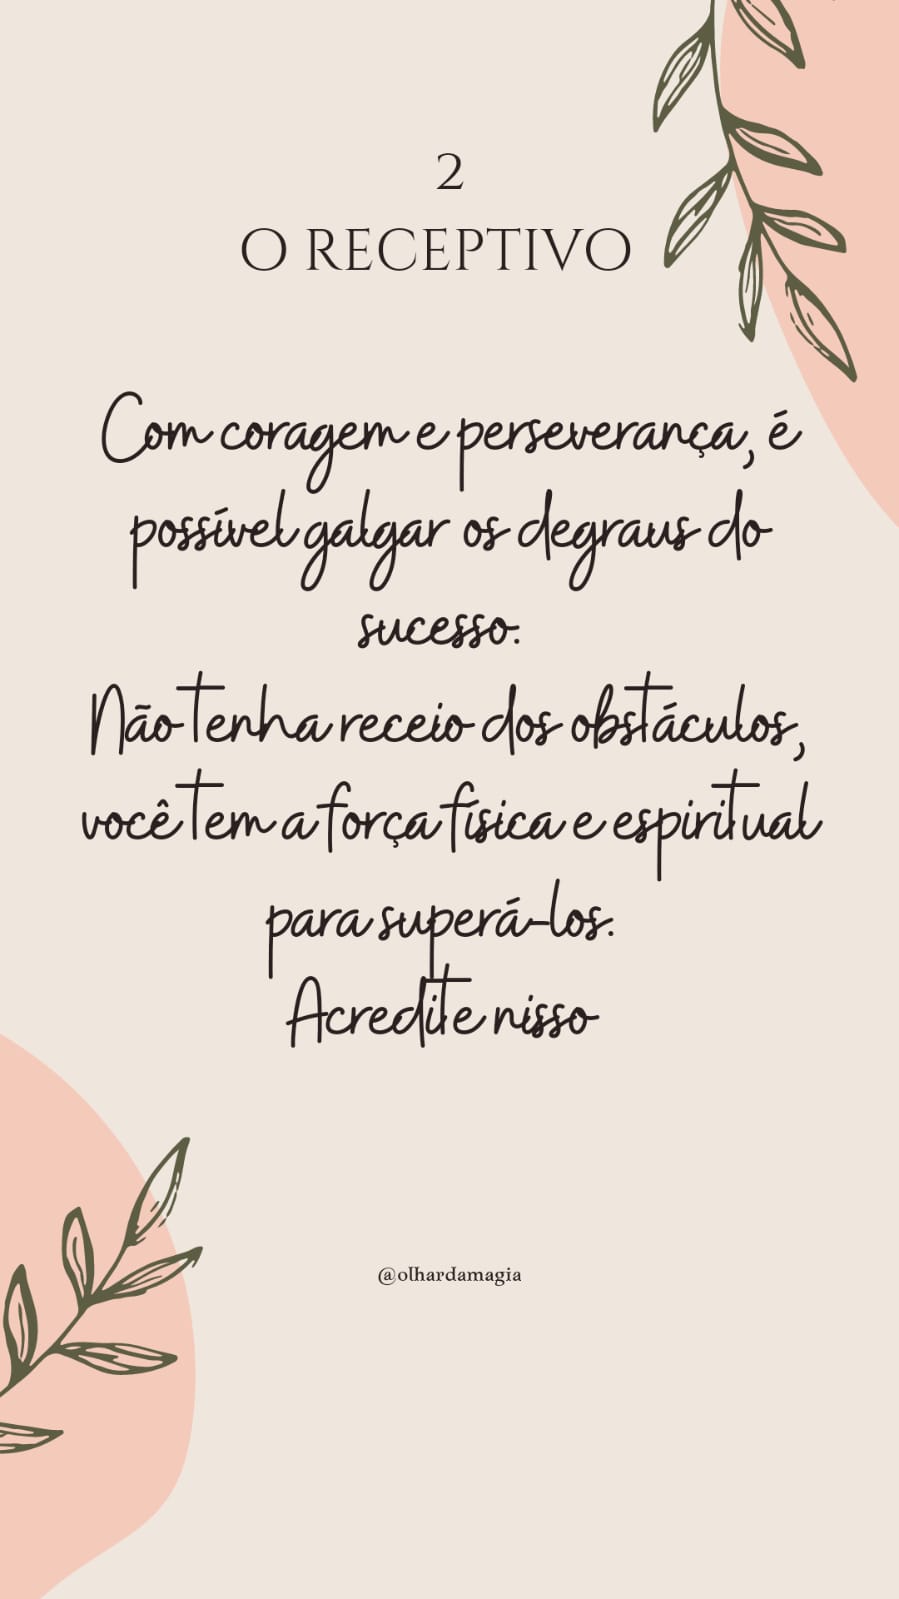 2
O RECEPTIVO
Com coragem e perseverança, é
possível galgar os degraus do
sucesso.
Não tenha receio dos obstáculos,
você tem a força física e espiritual
para superá-los.
Acredite nisso
@olhardamagia